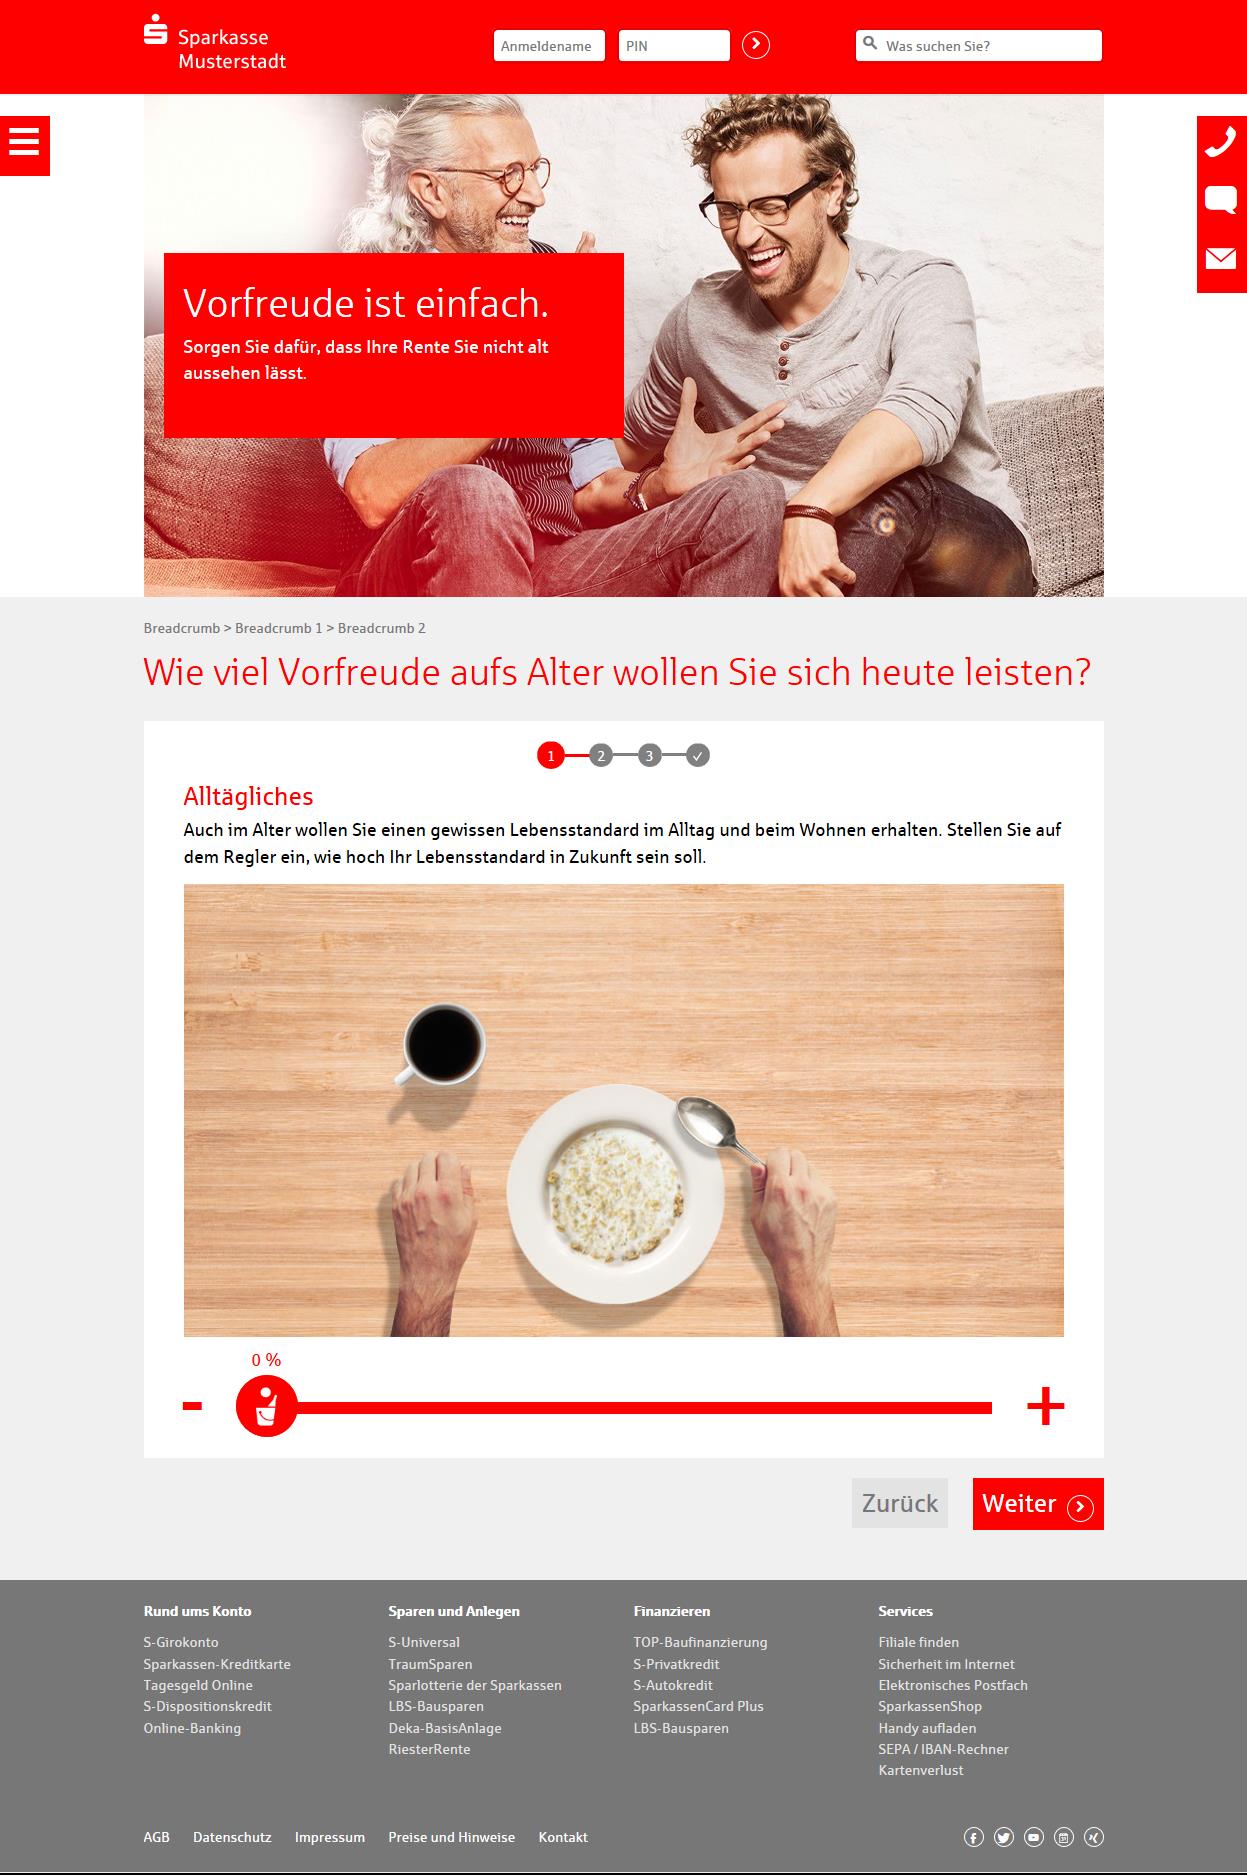 Sparkasse
Musterstadt
Anmeldename
PIN
Was suchen Sie?
Vorfreude ist einfach.
Sorgen Sie dafür, dass Ihre Rente Sie nicht alt
aussehen lässt.
Breadcrumb > Breadcrumb 1 > Breadcrumb 2
Wie viel Vorfreude aufs Alter wollen Sie sich heute leisten?
1 2 3
Alltägliches
Auch im Alter wollen Sie einen gewissen Lebensstandard im Alltag und beim Wohnen erhalten. Stellen Sie auf
dem Regler ein, wie hoch Ihr Lebensstandard in Zukunft sein soll.
0 %
- +
Zurück
Weiter
Rund ums Konto
S-Girokonto
Sparkassen-Kreditkarte
Tagesgeld Online
S-Dispositionskredit
Online-Banking
Sparen und Anlegen
S-Universal
TraumSparen
Sparlotterie der Sparkassen
LBS-Bausparen
Deka-BasisAnlage
RiesterRente
Finanzieren
TOP-Baufinanzierung
S-Privatkredit
S-Autokredit
SparkassenCard Plus
LBS-Bausparen
Services
Filiale finden
Sicherheit im Internet
Elektronisches Postfach
SparkassenShop
Handy aufladen
SEPA / IBAN-Rechner
Kartenverlust
AGB Datenschutz Impressum Preise und Hinweise Kontakt